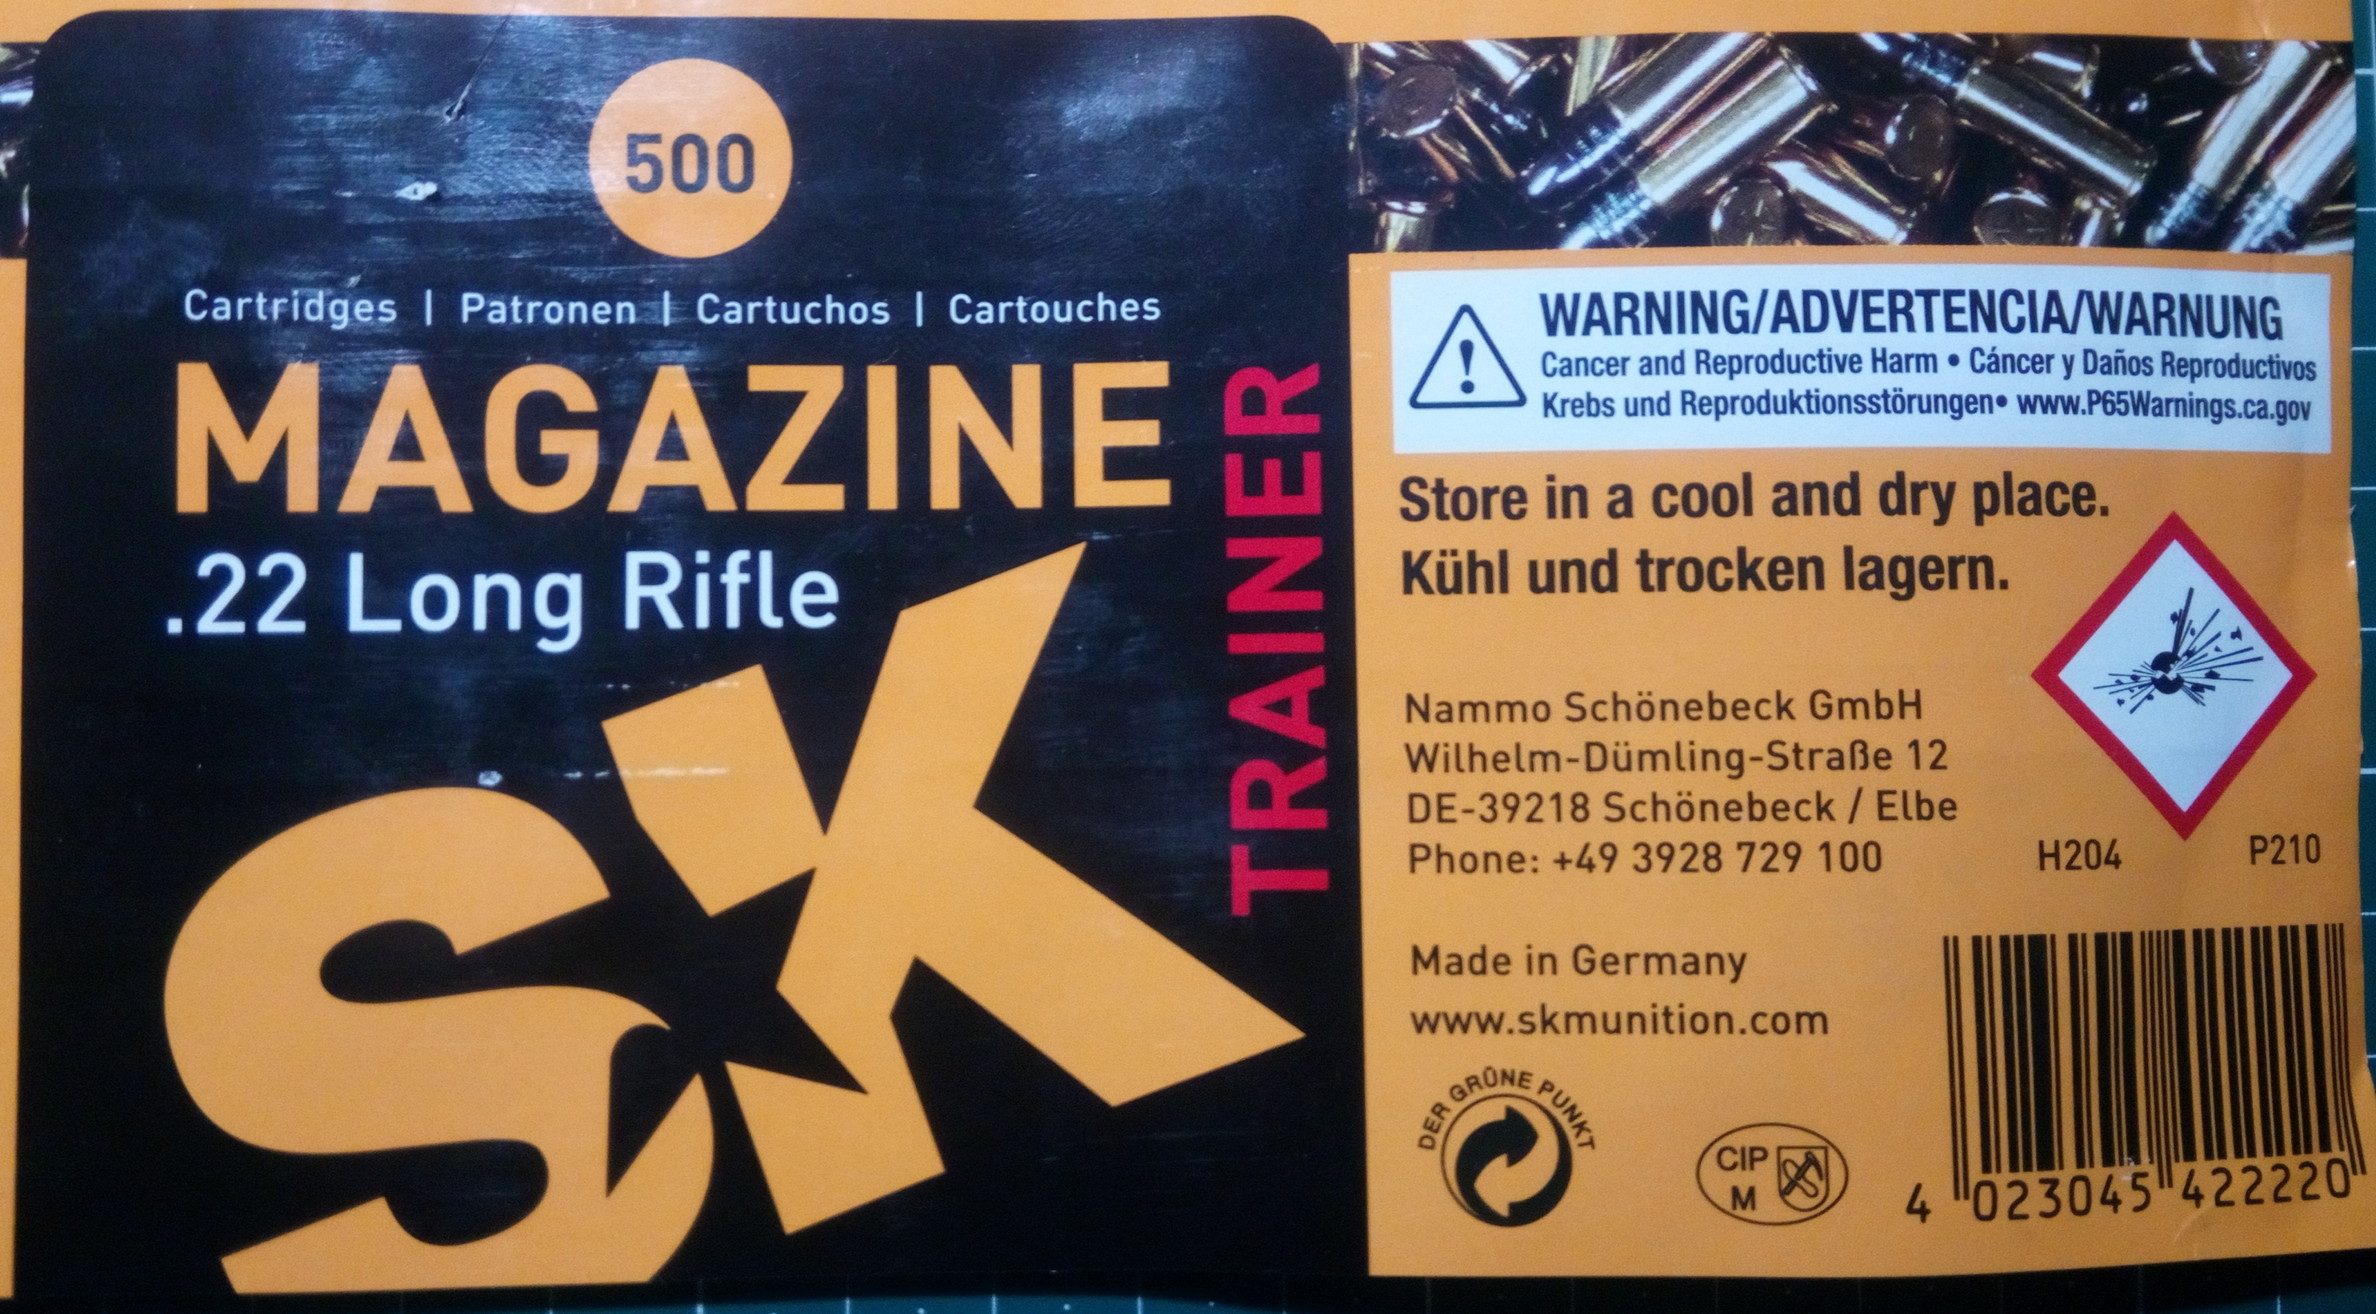 500
Cartridges | Patronen | Cartuchos | Cartouches
MAGAZINE
.22 Long Rifle
TRAINER
SK
WARNING/ADVERTENCIA/WARNUNG
Cancer and Reproductive Harm • Cáncer y Daños Reproductivos
Krebs und Reproduktionsstörungen• www.P65Warnings.ca.gov
Store in a cool and dry place.
Kühl und trocken lagern.
Nammo Schönebeck GmbH
Wilhelm-Dümling-Straße 12
DE-39218 Schönebeck / Elbe
Phone: +49 3928 729 100
H204 P210
Made in Germany
www.skmunition.com
DER GRÜNE PUNKT
CIP
M
4 023045 422220